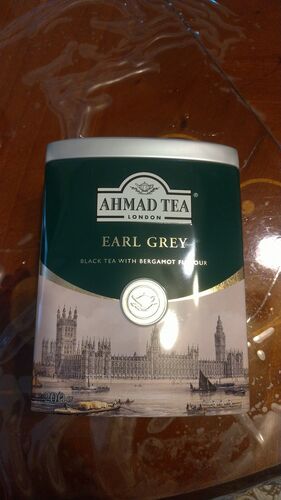 AHMAD TEA
LONDON
EARL GREY
BLACK TEA WITH BERGAMOT FLAVOUR